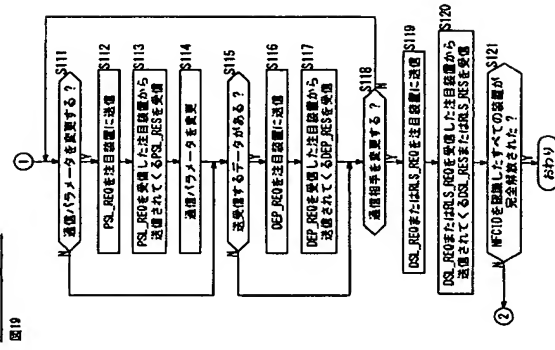 図19
①
S111
通信パラメータを変更する?
Y
N
S112
PSL_REQを注目装置に送信
S113
PSL_REQを受信した注目装置から
送信されてくるPSL_RESを受信
S114
通信パラメータを変更
S115
送受信するデータがある?
Y
N
S116
DEP_REQを注目装置に送信
S117
DEP_REQを受信した注目装置から
送信されてくるDEP_RESを受信
S118
通信相手を変更する?
Y
N
S119
DSL_REQまたはRLS_REQを注目装置に送信
S120
DSL_REQまたはRLS_REQを受信した注目装置から
送信されてくるDSL_RESまたはRLS_RESを受信
S121
NFCIDを認識したすべての装置が
完全解放された?
Y
N
②
おわり